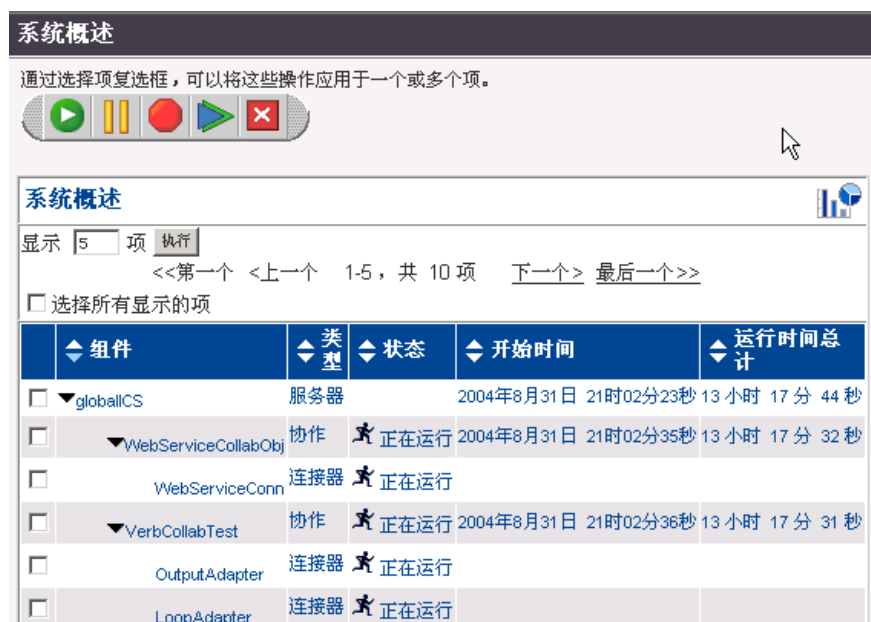 系统概述
通过选择项复选框，可以将这些操作应用于一个或多个项。
系统概述
显示 5 项 执行
<<第一个 <上一个 1-5，共 10 项 下一个> 最后一个>>
选择所有显示的项
组件 类型 状态 开始时间 运行时间总计
globalICS 服务器 2004年8月31日 21时02分23秒 13 小时 17 分 44 秒
WebServiceCollabObj 协作 正在运行 2004年8月31日 21时02分35秒 13 小时 17 分 32 秒
WebServiceConn 连接器 正在运行
VerbCollabTest 协作 正在运行 2004年8月31日 21时02分36秒 13 小时 17 分 31 秒
OutputAdapter 连接器 正在运行
LoopAdapter 连接器 正在运行